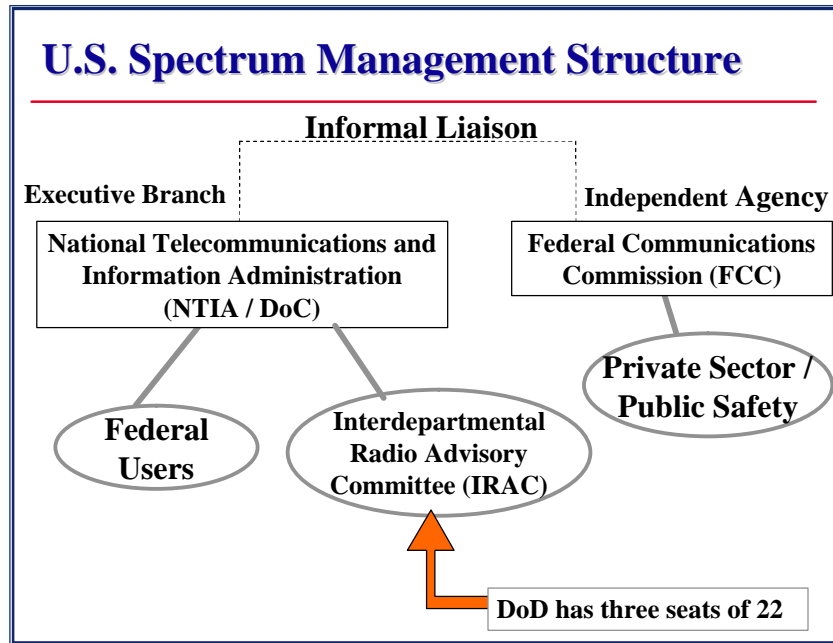 U.S. Spectrum Management Structure
Informal Liaison
Executive Branch
Independent Agency
National Telecommunications and
Information Administration
(NTIA / DoC)
Federal Communications
Commission (FCC)
Federal
Users
Interdepartmental
Radio Advisory
Committee (IRAC)
Private Sector /
Public Safety
DoD has three seats of 22